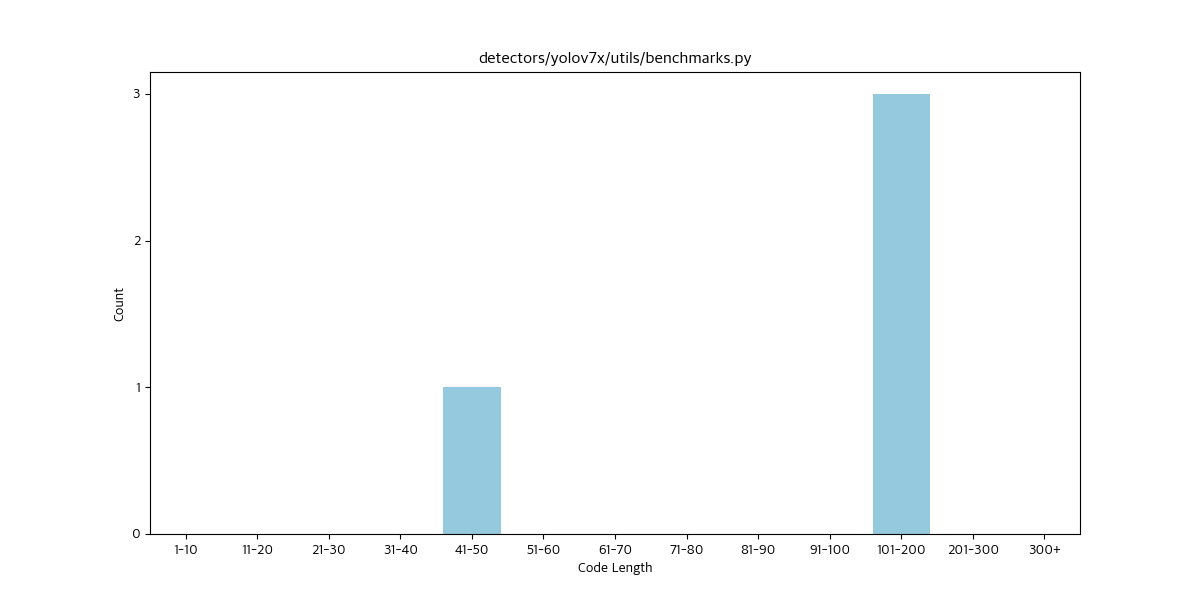 detectors/yolov7x/utils/benchmarks.py
3
2
1
0
Count
1-10 11-20 21-30 31-40 41-50 51-60 61-70 71-80 81-90 91-100 101-200 201-300 300+
Code Length